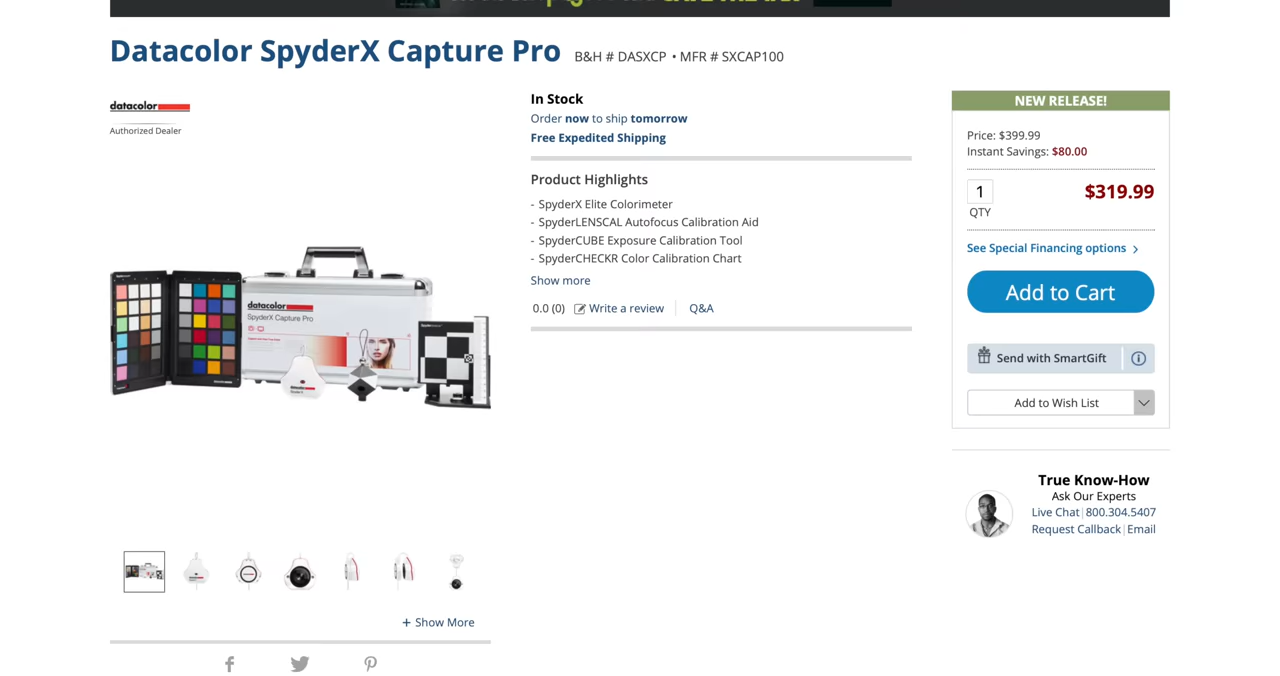 Datacolor SpyderX Capture Pro B&H # DASXCP • MFR # SXCAP100
datacolor
Authorized Dealer
datacolor
SpyderX Capture Pro
In Stock
Order now to ship tomorrow
Free Expedited Shipping
Product Highlights
- SpyderX Elite Colorimeter
- SpyderLENSCAL Autofocus Calibration Aid
- SpyderCUBE Exposure Calibration Tool
- SpyderCHECKR Color Calibration Chart
Show more
0.0 (0) Write a review Q&A
NEW RELEASE!
Price: $399.99
Instant Savings: $80.00
1 $319.99
QTY
See Special Financing options
Add to Cart
Send with SmartGift
Add to Wish List
True Know-How
Ask Our Experts
Live Chat 800.304.5407
Request Callback Email
+ Show More